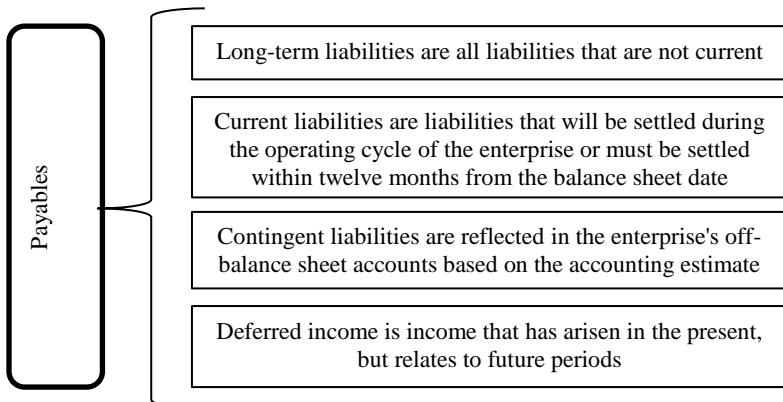 Payables
Long-term liabilities are all liabilities that are not current
Current liabilities are liabilities that will be settled during
the operating cycle of the enterprise or must be settled
within twelve months from the balance sheet date
Contingent liabilities are reflected in the enterprise's off-
balance sheet accounts based on the accounting estimate
Deferred income is income that has arisen in the present,
but relates to future periods